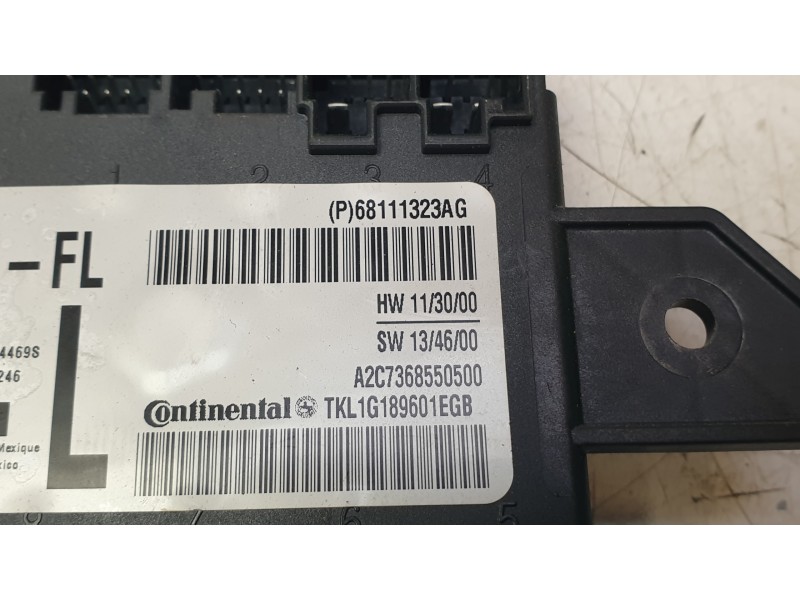 1 2 3 4
(P)68111323AG
-FL
HW 11/30/00
SW 13/46/00
4469S
246
L
A2C7368550500
Continental TKL1G189601EGB
Mexique
xico
6 5